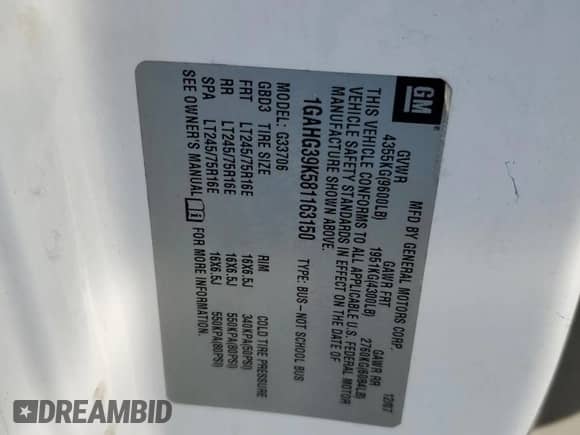 GM
MFD BY GENERAL MOTORS CORP. 12/07
GVWR GAWR FRT GAWR RR
4355KG(9600LB) 1951KG(4300LB) 2760KG(6084LB)
THIS VEHICLE CONFORMS TO ALL APPLICABLE U.S. FEDERAL MOTOR
VEHICLE SAFETY STANDARDS IN EFFECT ON THE DATE OF
MANUFACTURE SHOWN ABOVE.
1GAHG39K581163150 TYPE: BUS–NOT SCHOOL BUS
MODEL: G33706
GBD3 TIRE SIZE RIM COLD TIRE PRESSURE
FRT LT245/75R16E 16X6.5J 340KPA(50PSI)
RR LT245/75R16E 16X6.5J 550KPA(80PSI)
SPA LT245/75R16E 16X6.5J 550KPA(80PSI)
SEE OWNER'S MANUAL FOR MORE INFORMATION.
DREAMBID